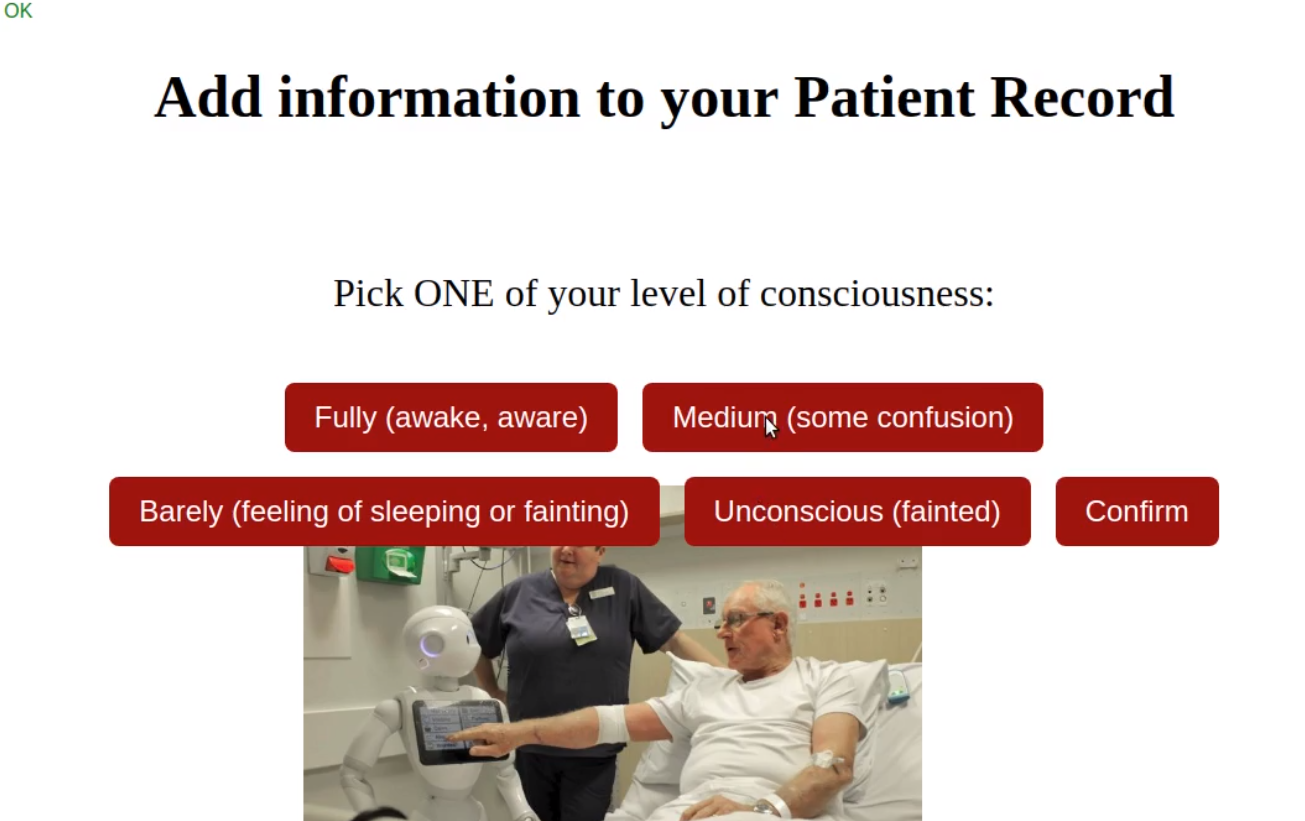 OK
Add information to your Patient Record
Pick ONE of your level of consciousness:
Fully (awake, aware) Medium (some confusion)
Barely (feeling of sleeping or fainting) Unconscious (fainted) Confirm